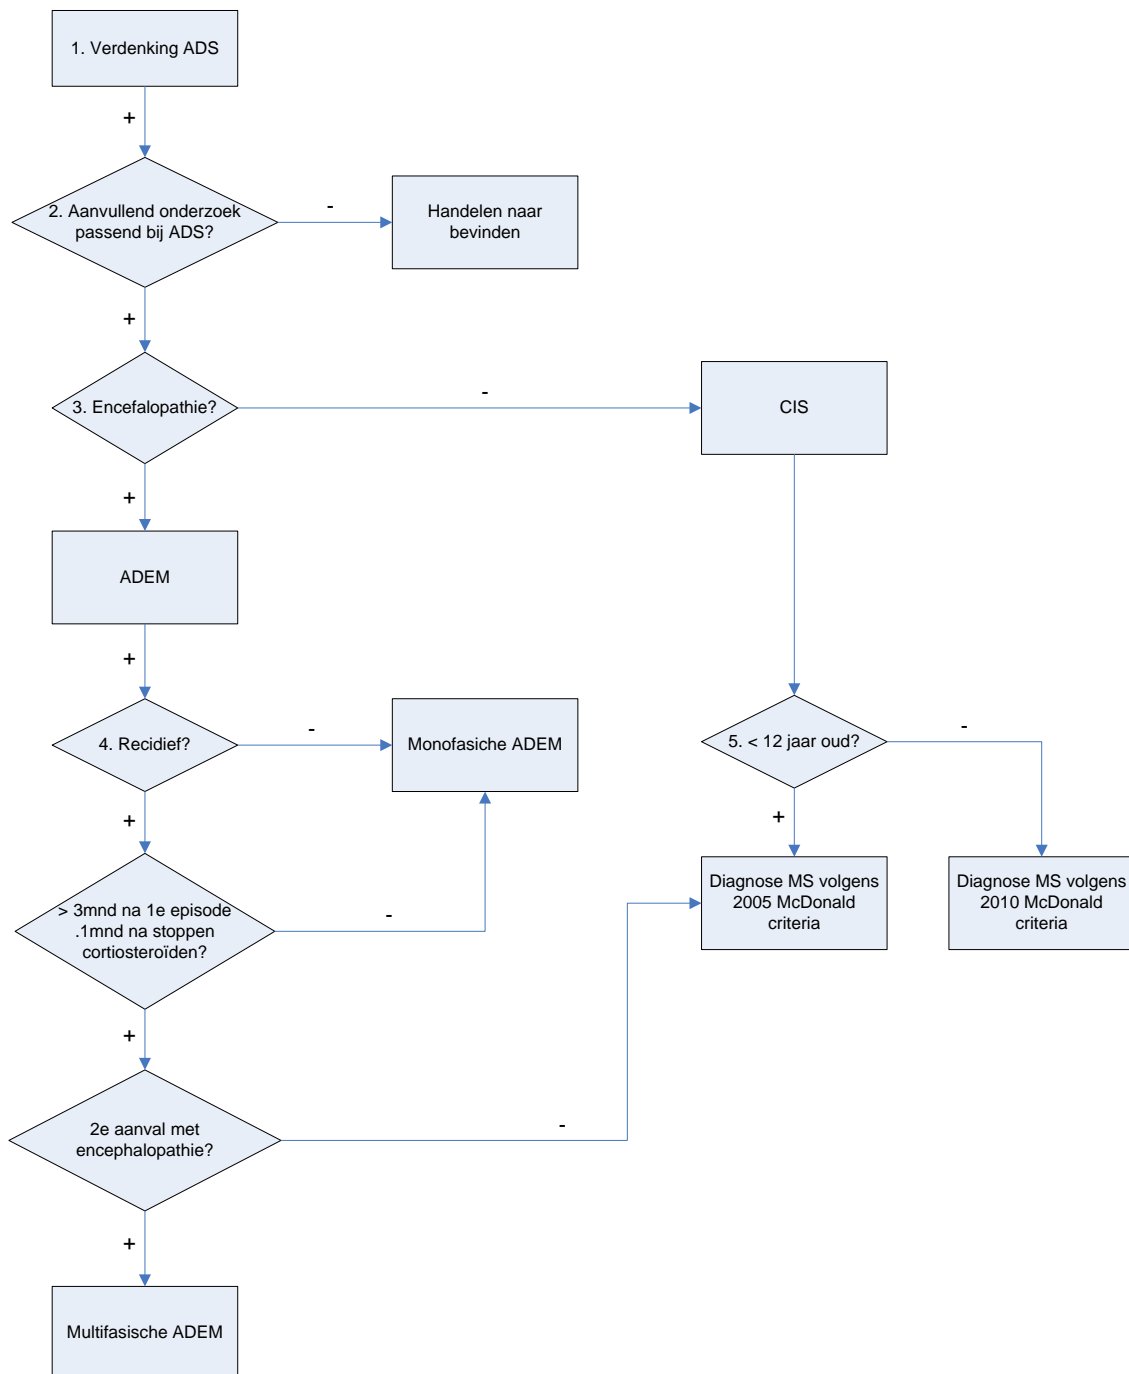 1. Verdenking ADS
+
2. Aanvullend onderzoek
passend bij ADS?
-
Handelen naar
bevinden
+
3. Encefalopathie?
-
CIS
+
ADEM
+
4. Recidief?
-
Monofasiche ADEM
5. < 12 jaar oud?
-
+
+
> 3mnd na 1e episode
.1mnd na stoppen
cortiosteroïden?
-
Diagnose MS volgens
2005 McDonald
criteria
Diagnose MS volgens
2010 McDonald
criteria
+
2e aanval met
encephalopathie?
-
+
Multifasische ADEM